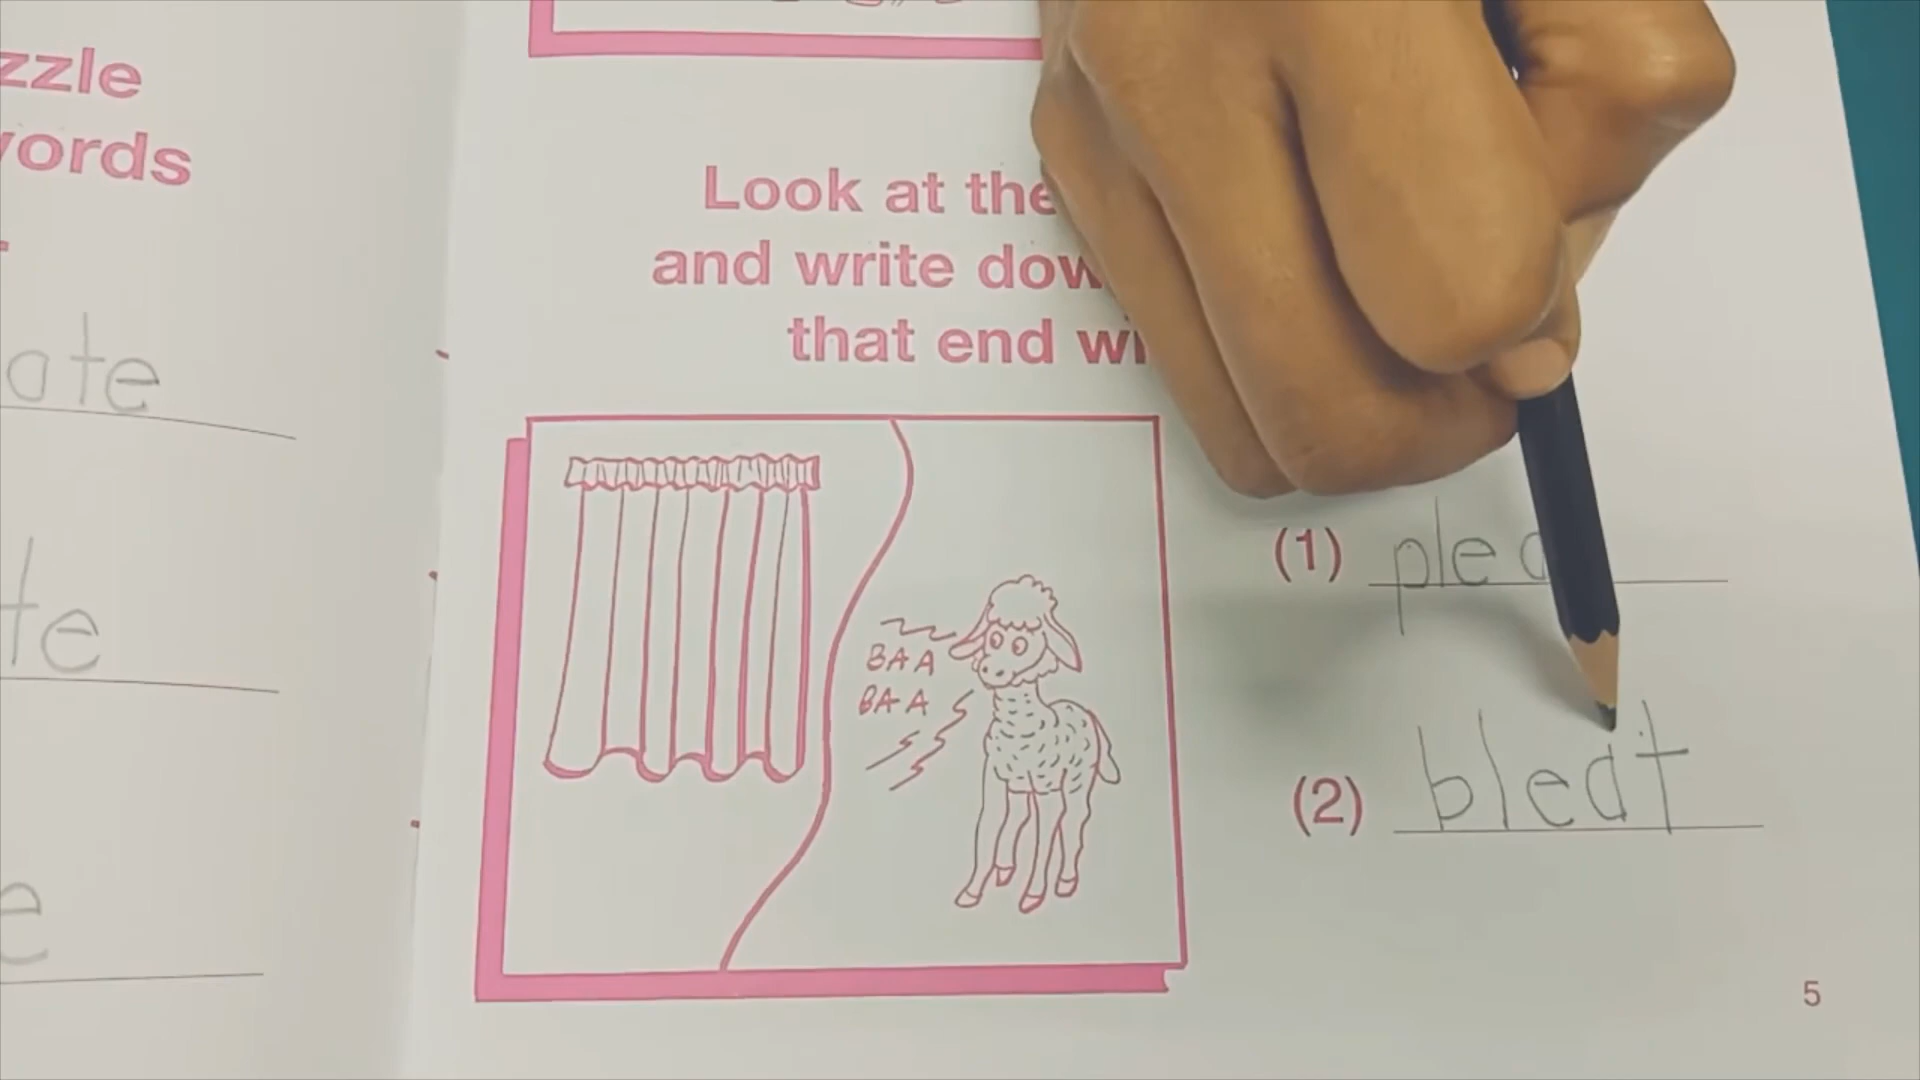 zzle
words
ate
te
e
Look at the
and write dow
that end wi
BAA
BAA
(1) plea
(2) bleat
5